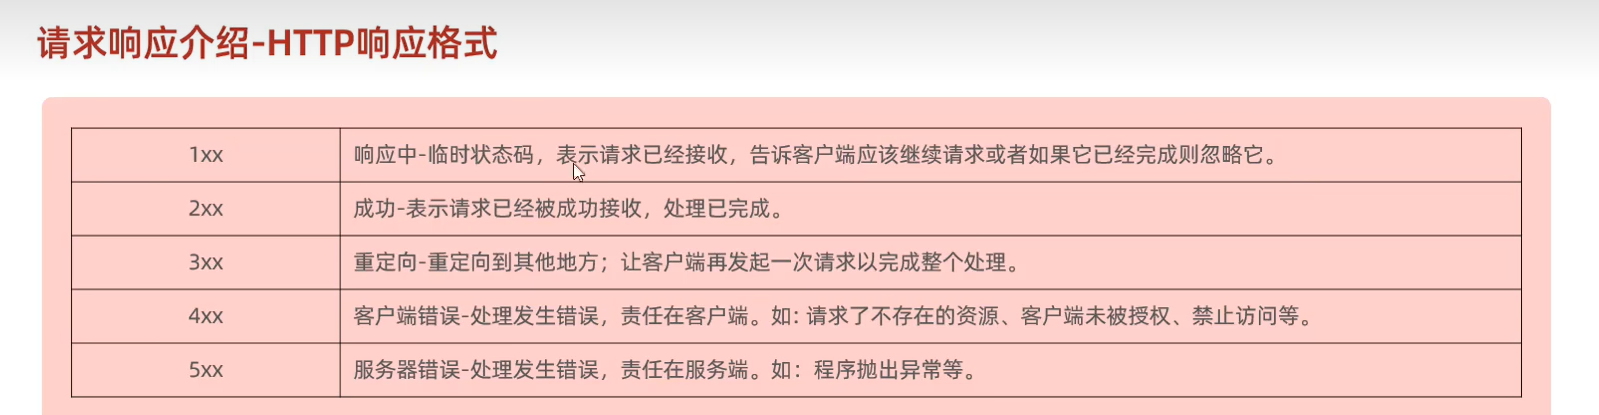 请求响应介绍-HTTP响应格式
1xx 响应中-临时状态码，表示请求已经接收，告诉客户端应该继续请求或者如果它已经完成则忽略它。
2xx 成功-表示请求已经被成功接收，处理已完成。
3xx 重定向-重定向到其他地方；让客户端再发起一次请求以完成整个处理。
4xx 客户端错误-处理发生错误，责任在客户端。如：请求了不存在的资源、客户端未被授权、禁止访问等。
5xx 服务器错误-处理发生错误，责任在服务端。如：程序抛出异常等。